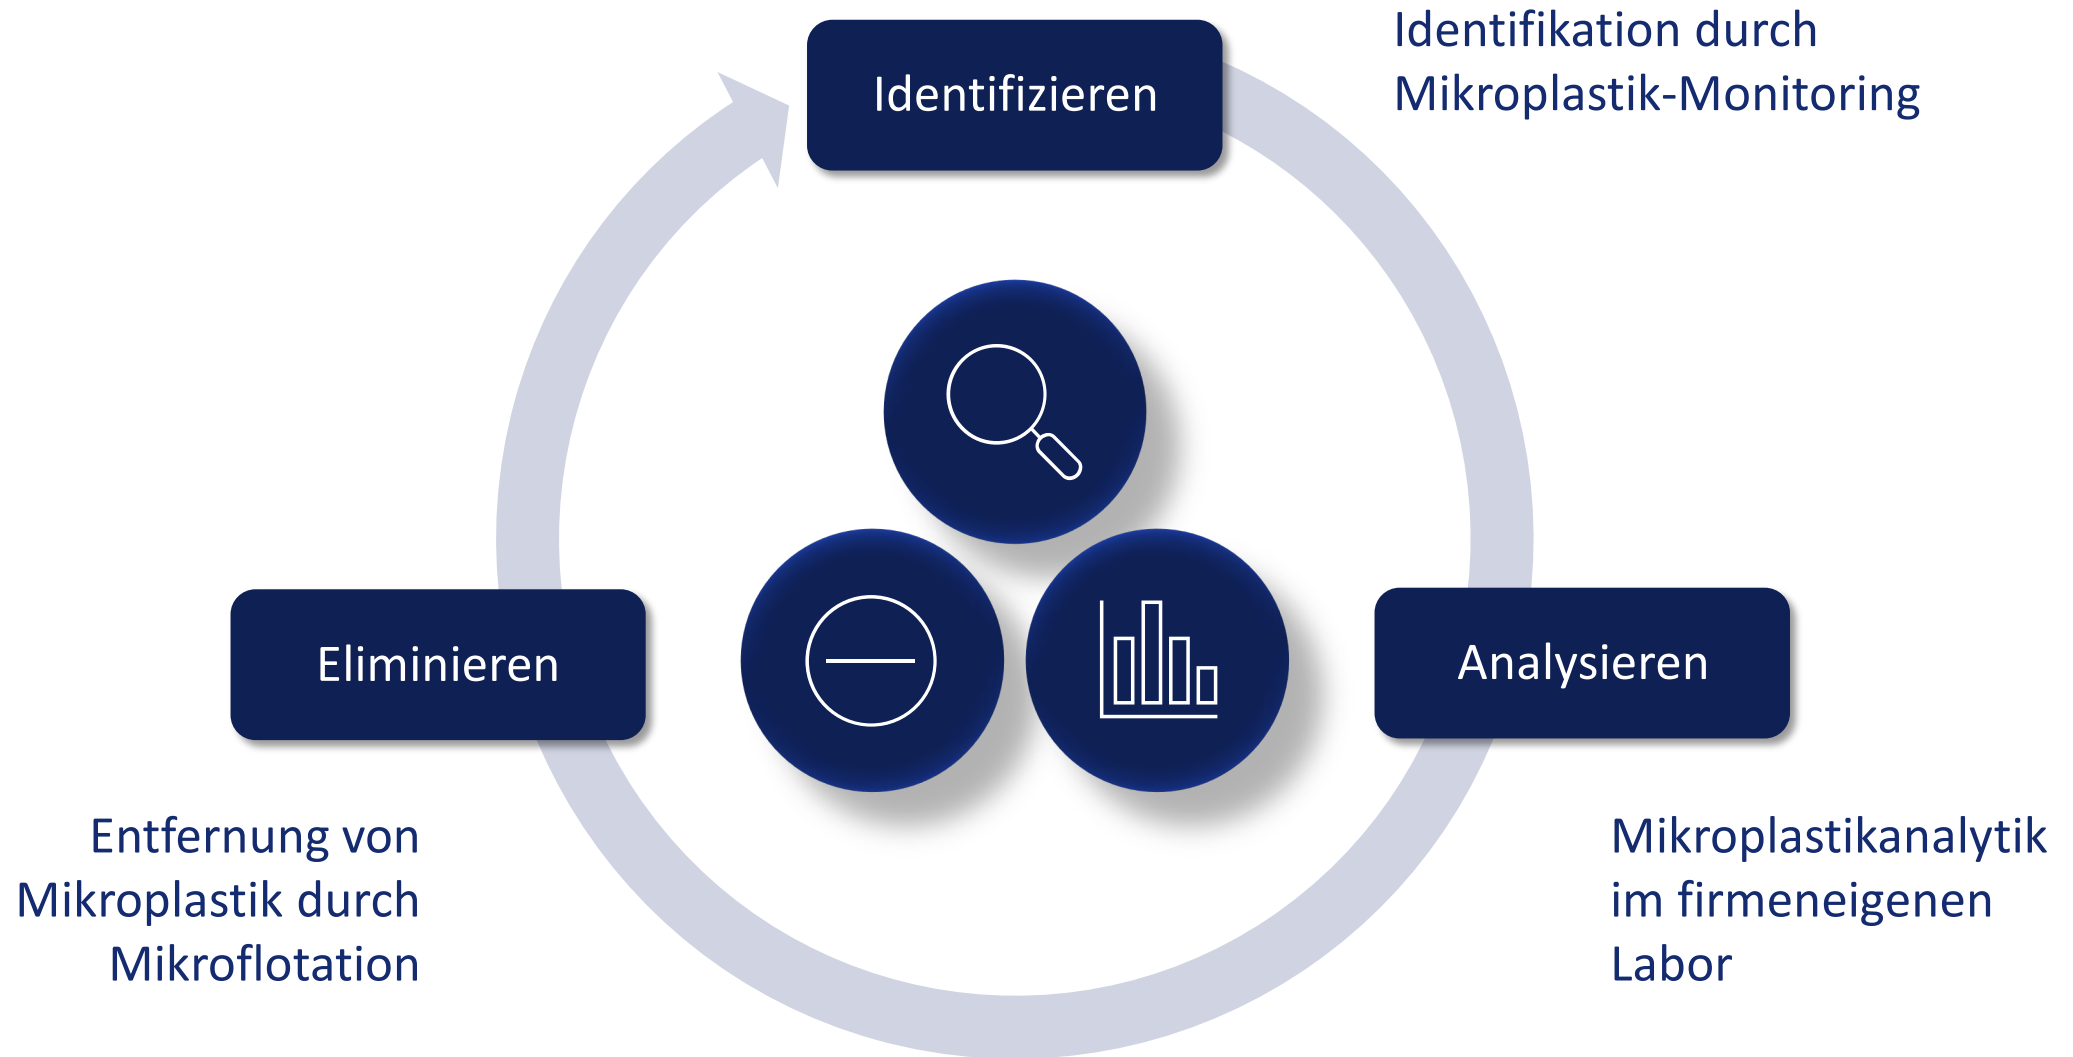 Identifizieren
Identifikation durch
Mikroplastik-Monitoring
Analysieren
Mikroplastikanalytik
im firmeneigenen
Labor
Eliminieren
Entfernung von
Mikroplastik durch
Mikroflotation